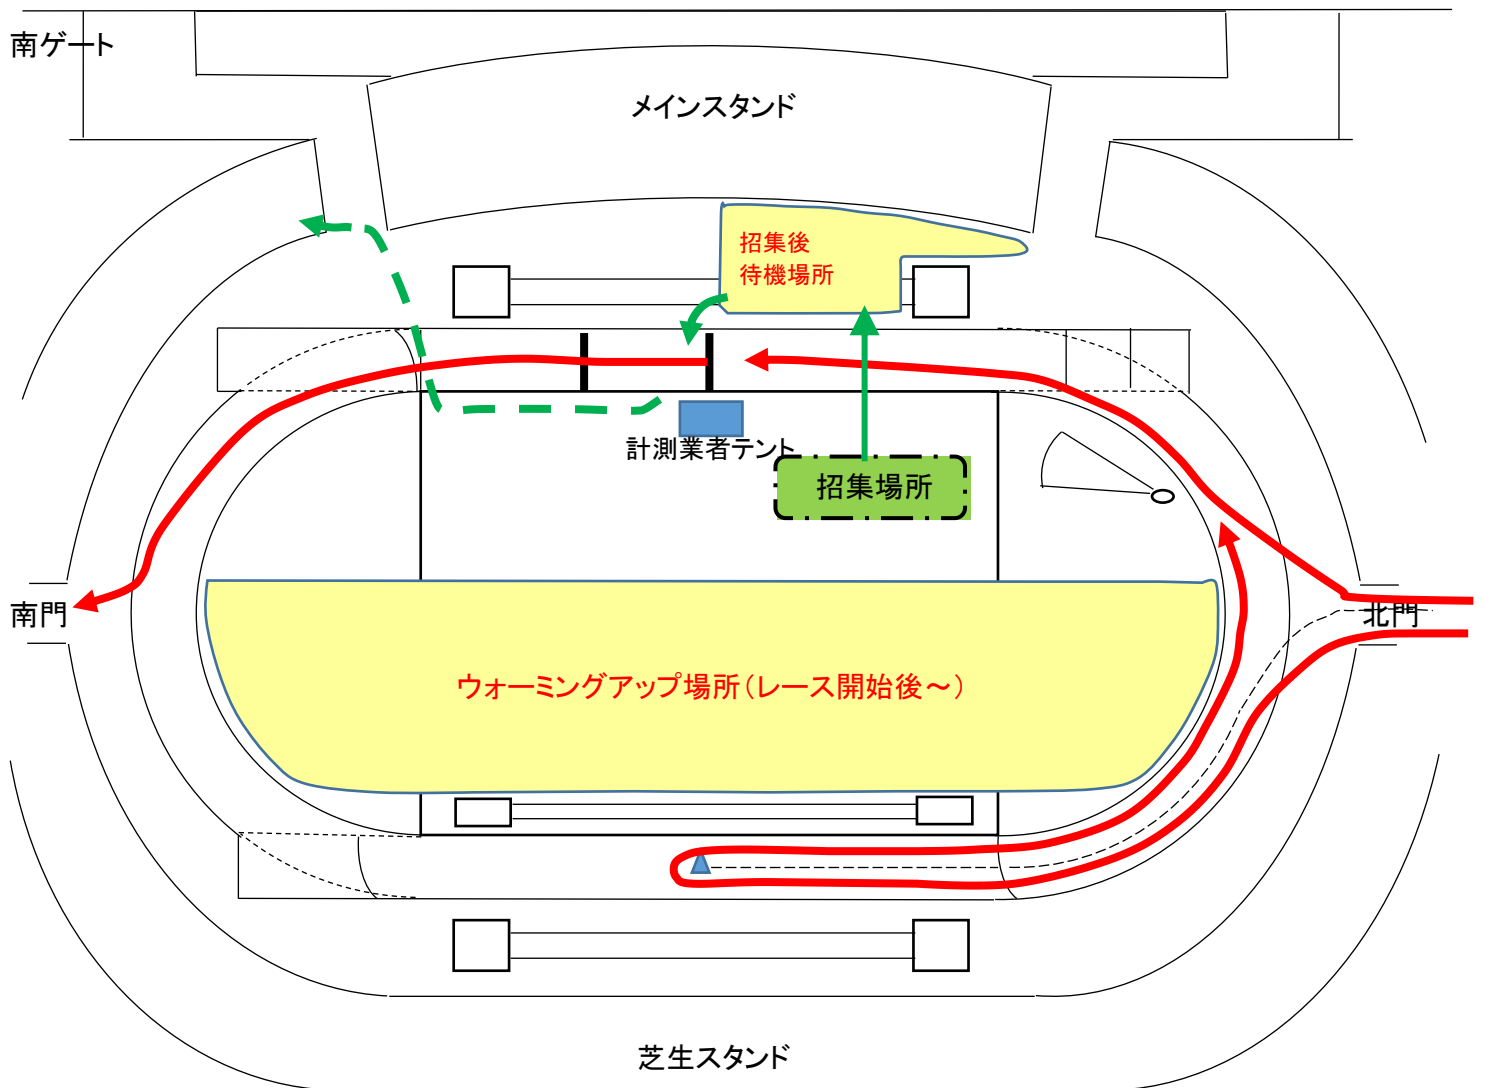 南ゲート
メインスタンド
招集後
待機場所
計測業者テント
招集場所
南門
北門
ウォーミングアップ場所（レース開始後～）
芝生スタンド